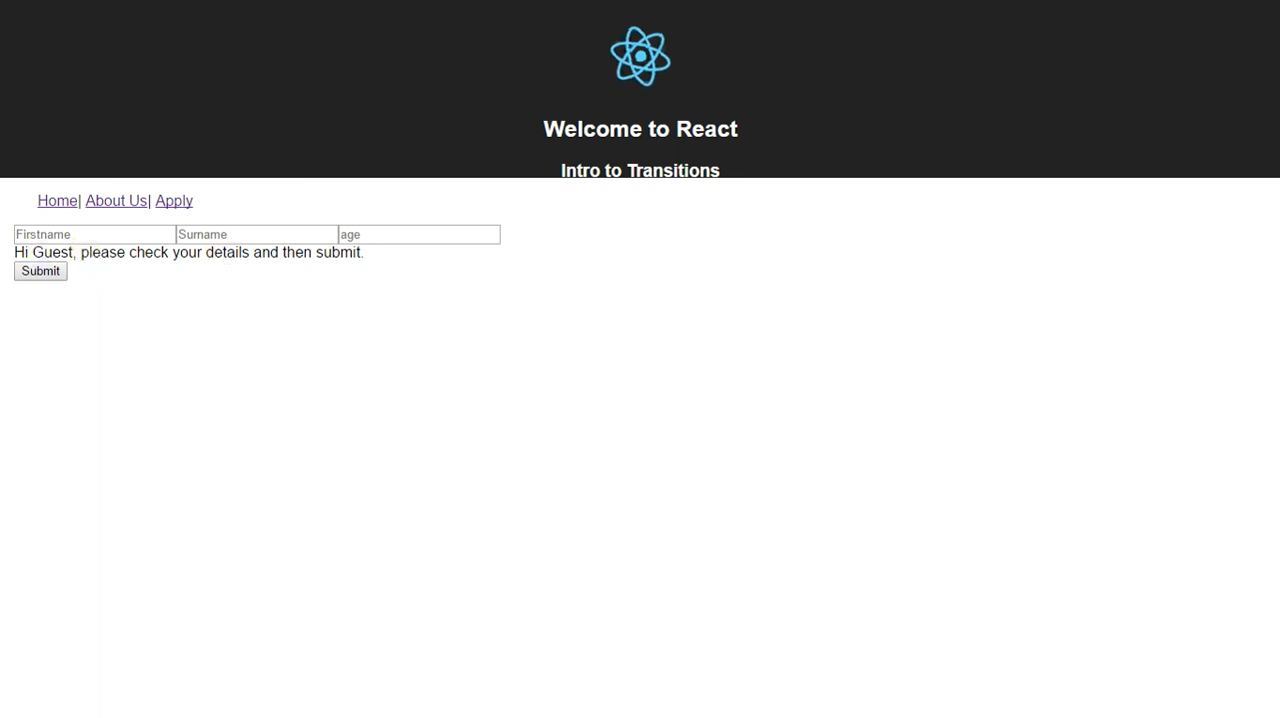 Welcome to React
Intro to Transitions
Home| About Us| Apply
Firstname Surname age
Hi Guest, please check your details and then submit.
Submit